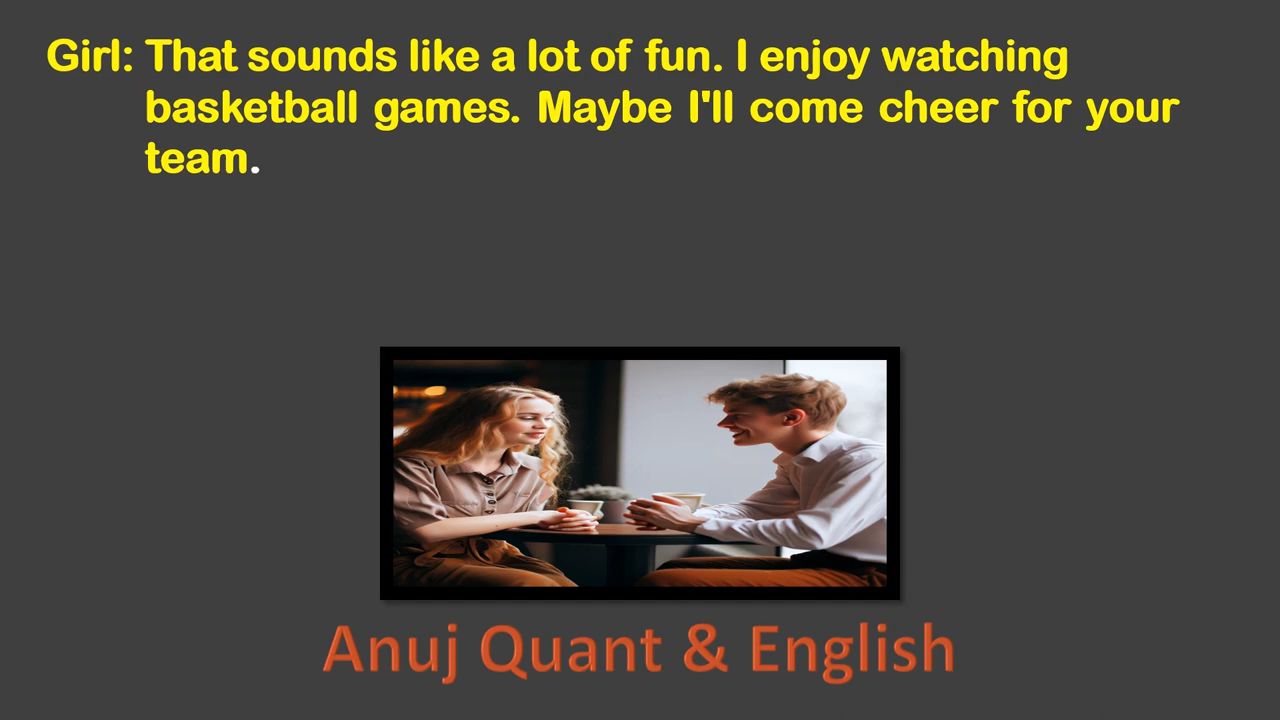 Girl: That sounds like a lot of fun. I enjoy watching
basketball games. Maybe I'll come cheer for your
team.
Anuj Quant & English